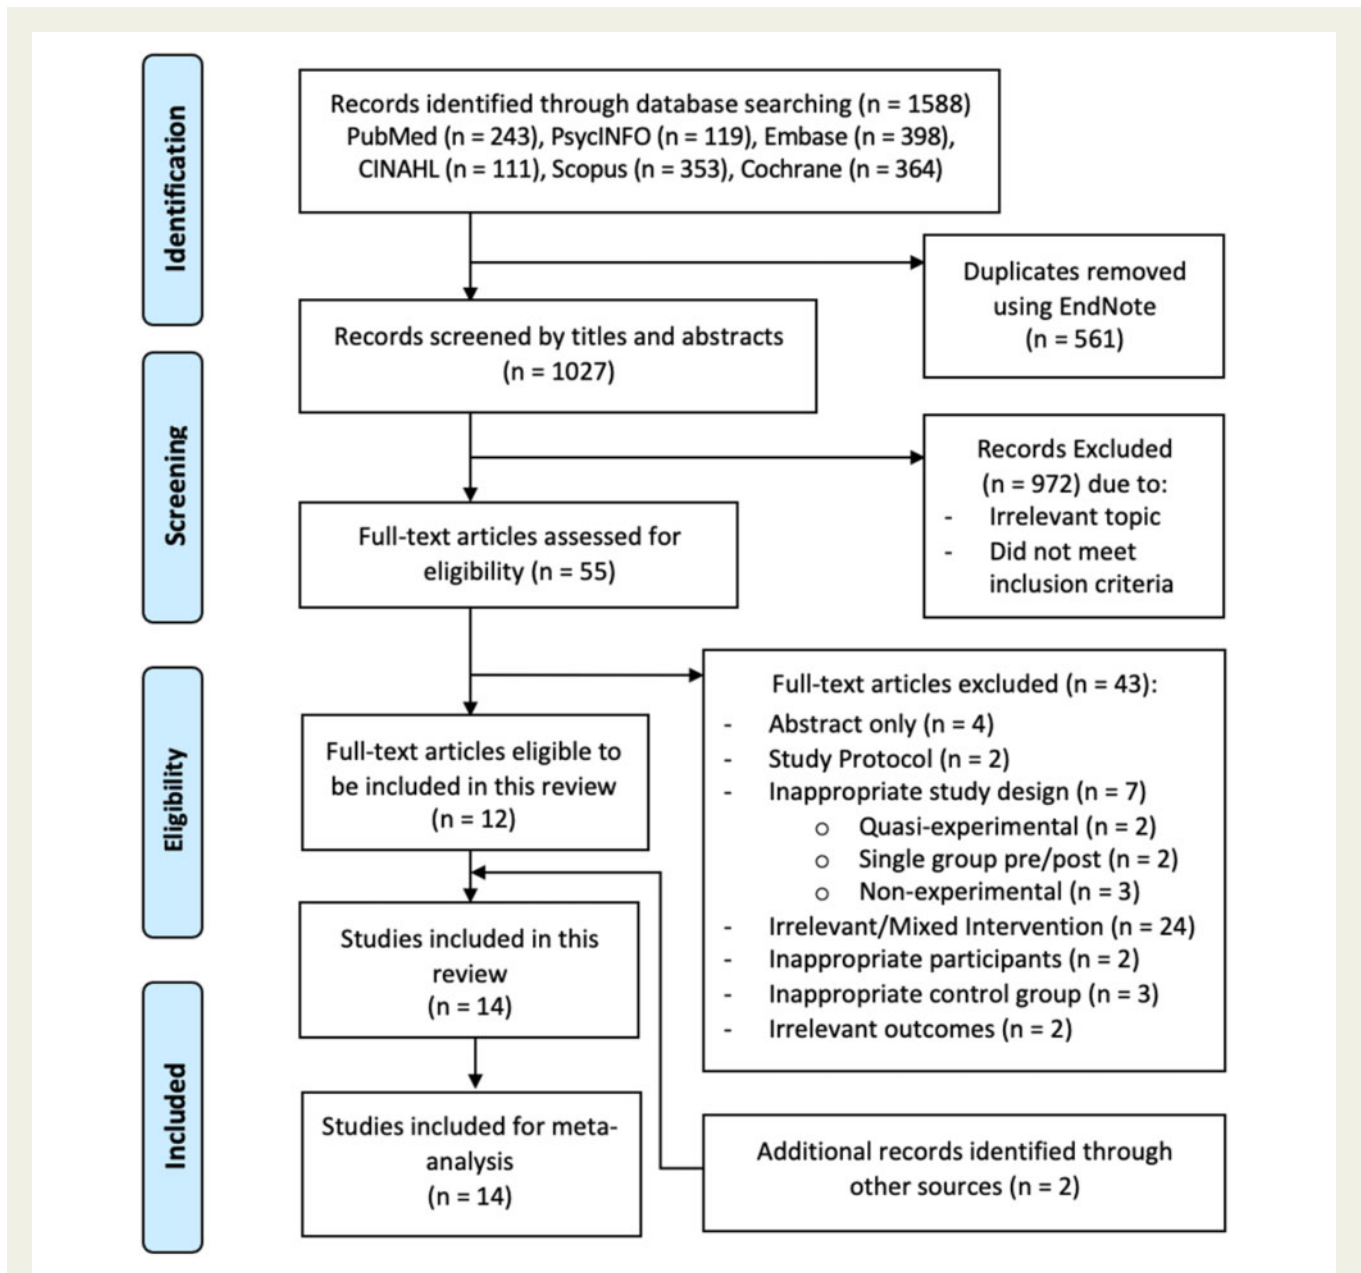 Identification
Records identified through database searching (n = 1588)
PubMed (n = 243), PsycINFO (n = 119), Embase (n = 398),
CINAHL (n = 111), Scopus (n = 353), Cochrane (n = 364)
Duplicates removed
using EndNote
(n = 561)
Records screened by titles and abstracts
(n = 1027)
Screening
Records Excluded
(n = 972) due to:
- Irrelevant topic
- Did not meet
inclusion criteria
Full-text articles assessed for
eligibility (n = 55)
Eligibility
Full-text articles excluded (n = 43):
- Abstract only (n = 4)
- Study Protocol (n = 2)
- Inappropriate study design (n = 7)
o Quasi-experimental (n = 2)
o Single group pre/post (n = 2)
o Non-experimental (n = 3)
- Irrelevant/Mixed Intervention (n = 24)
- Inappropriate participants (n = 2)
- Inappropriate control group (n = 3)
- Irrelevant outcomes (n = 2)
Full-text articles eligible to
be included in this review
(n = 12)
Studies included in this
review
(n = 14)
Included
Studies included for meta-
analysis
(n = 14)
Additional records identified through
other sources (n = 2)